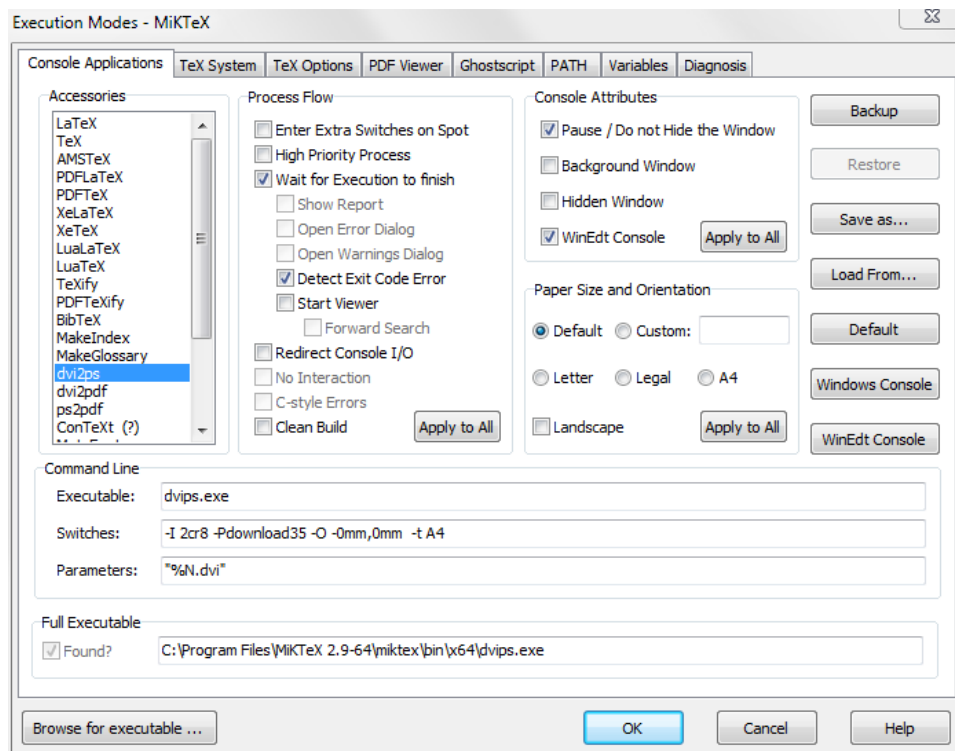 Execution Modes - MiKTeX
Console Applications TeX System TeX Options PDF Viewer Ghostscript PATH Variables Diagnosis
Accessories
LaTeX
TeX
AMSTeX
PDFLaTeX
PDFTeX
XeLaTeX
XeTeX
LuaLaTeX
LuaTeX
TeXify
PDFTeXify
BibTeX
MakeIndex
MakeGlossary
dvi2ps
dvi2pdf
ps2pdf
ConTeXt (?)
Process Flow
Enter Extra Switches on Spot
High Priority Process
Wait for Execution to finish
Show Report
Open Error Dialog
Open Warnings Dialog
Detect Exit Code Error
Start Viewer
Forward Search
Redirect Console I/O
No Interaction
C-style Errors
Clean Build Apply to All
Console Attributes
Pause / Do not Hide the Window
Background Window
Hidden Window
WinEdt Console Apply to All
Paper Size and Orientation
Default Custom:
Letter Legal A4
Landscape Apply to All
Backup
Restore
Save as...
Load From...
Default
Windows Console
WinEdt Console
Command Line
Executable: dvips.exe
Switches: -I 2cr8 -Pdownload35 -O -0mm,0mm -t A4
Parameters: "%N.dvi"
Full Executable
Found? C:\Program Files\MiKTeX 2.9-64\miktex\bin\x64\dvips.exe
Browse for executable ... OK Cancel Help